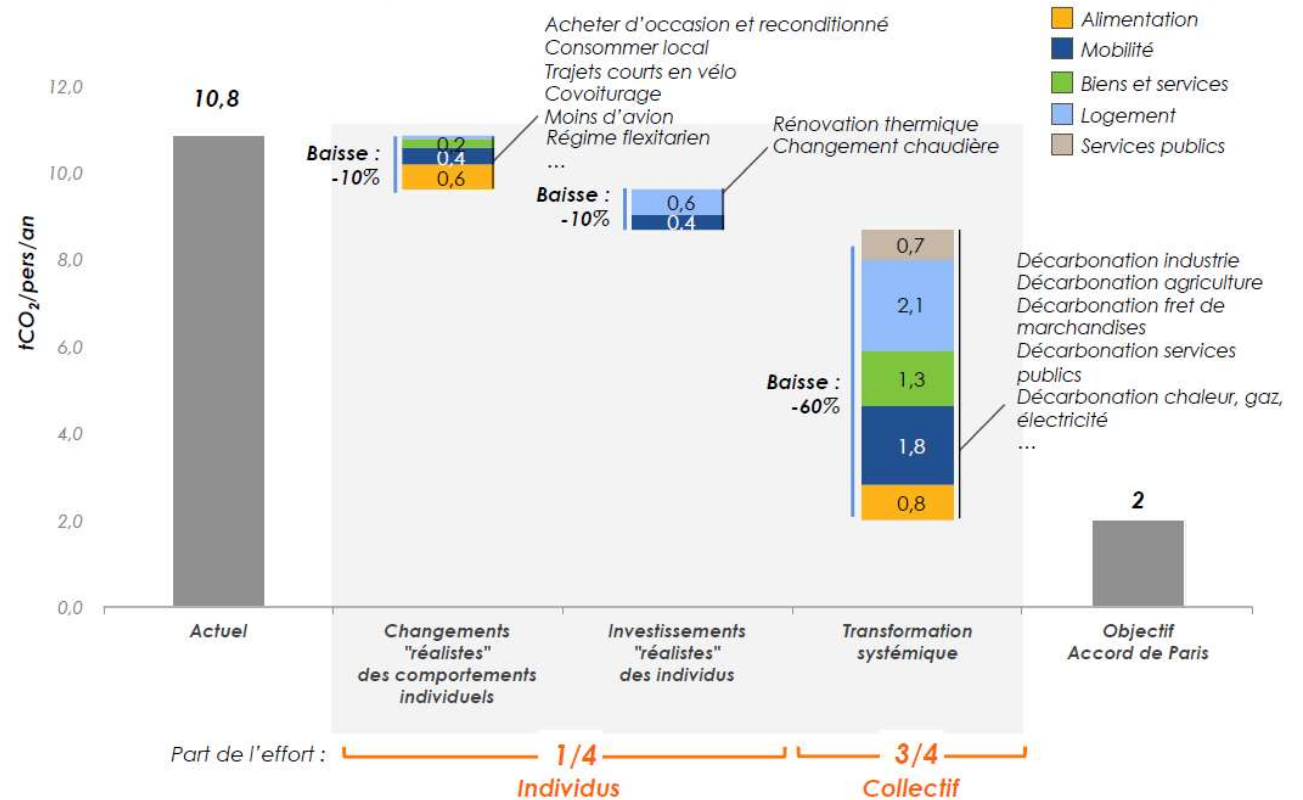 Acheter d'occasion et reconditionné
Consommer local
Trajets courts en vélo
Covoiturage
Moins d'avion
Régime flexitarien
…
Alimentation
Mobilité
Biens et services
Logement
Services publics
12,0
10,0
8,0
6,0
4,0
2,0
0,0
tCO₂/pers/an
10,8
Baisse :
-10%
0,2
0,4
0,6
Rénovation thermique
Changement chaudière
Baisse :
-10%
0,6
0,4
Baisse :
-60%
0,7
2,1
1,3
1,8
0,8
Décarbonation industrie
Décarbonation agriculture
Décarbonation fret de
marchandises
Décarbonation services
publics
Décarbonation chaleur, gaz,
électricité
…
2
Actuel
Changements
"réalistes"
des comportements
individuels
Investissements
"réalistes"
des individus
Transformation
systémique
Objectif
Accord de Paris
Part de l'effort :
1/4
Individus
3/4
Collectif